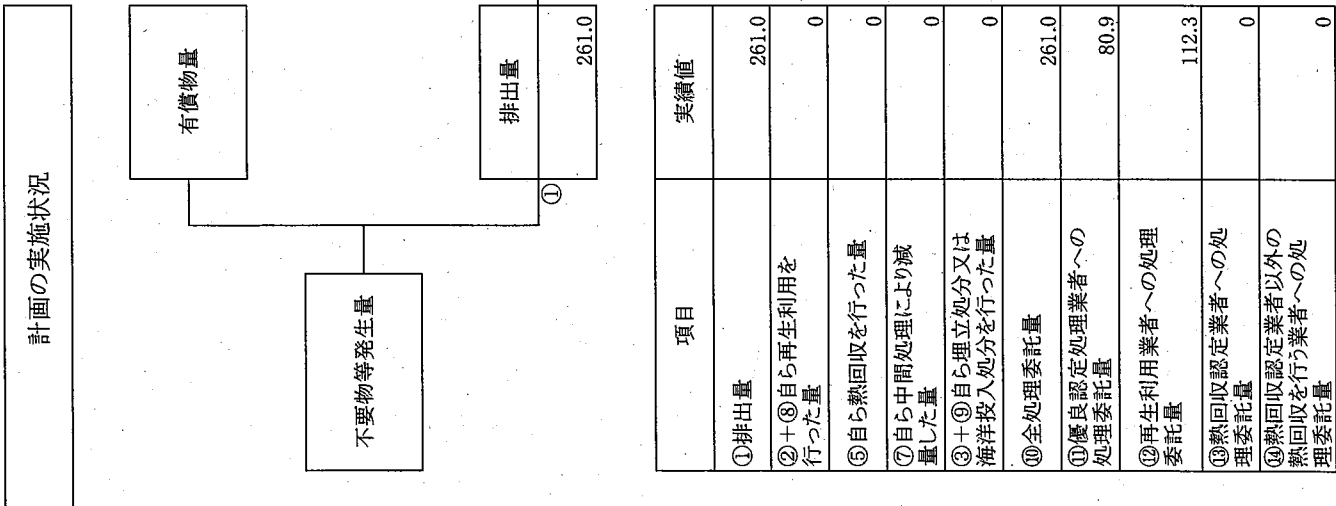 計画の実施状況
有償物量
不要物等発生量
排出量
①
261.0
項目
実績値
①排出量
261.0
②+⑧自ら再生利用を
行った量
0
⑤自ら熱回収を行った量
0
⑦自ら中間処理により減
量した量
0
③+⑨自ら埋立処分又は
海洋投入処分を行った量
0
⑩全処理委託量
261.0
⑪優良認定処理業者への
処理委託量
80.9
⑫再生利用業者への処理
委託量
112.3
⑬熱回収認定業者への処
理委託量
0
⑭熱回収認定業者以外の
熱回収を行う業者への処
理委託量
0